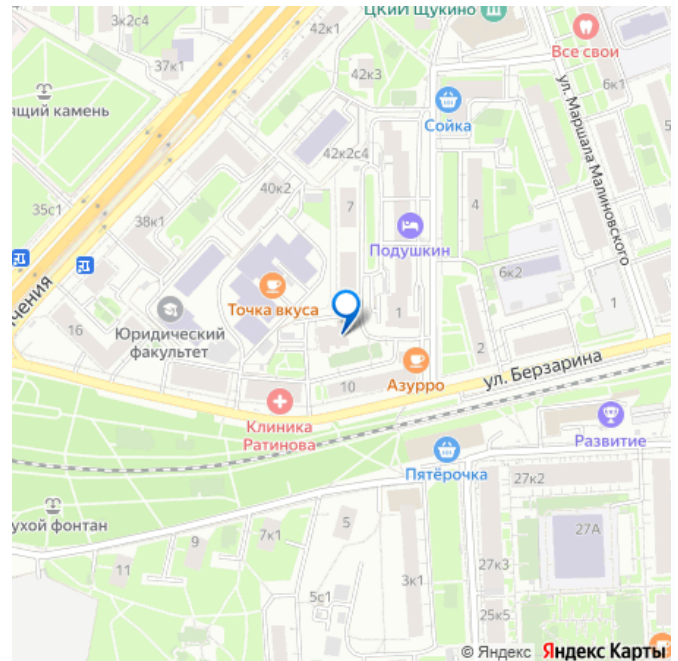 3к2с4
ЦКИИ Щукино
37к1
Все свои
42к3
6к1
ящий камень
Сойка
ул. Маршала Малиновского
5
42к2с4
40к2
35с1
7
4
38к1
Подушкин
6к2
чения
Точка вкуса
16
Юридический
факультет
1
1
2
10
Азурро
ул. Берзарина
Клиника
Ратинова
Развитие
Пятёрочка
27к2
ухой фонтан
5
27А
7к1
9
11
27к3
3к1
5с1
25к5
© Яндекс Яндекс Карты